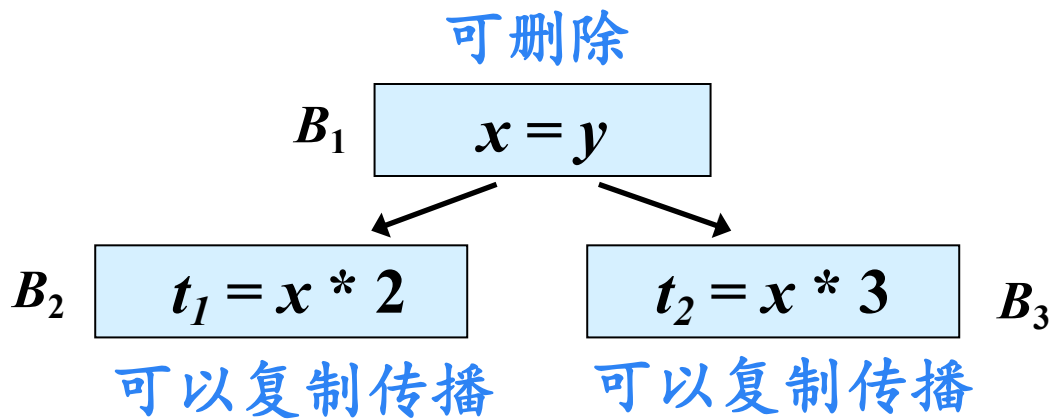 可删除
B₁
x = y
B₂
t₁ = x * 2
t₂ = x * 3
B₃
可以复制传播
可以复制传播